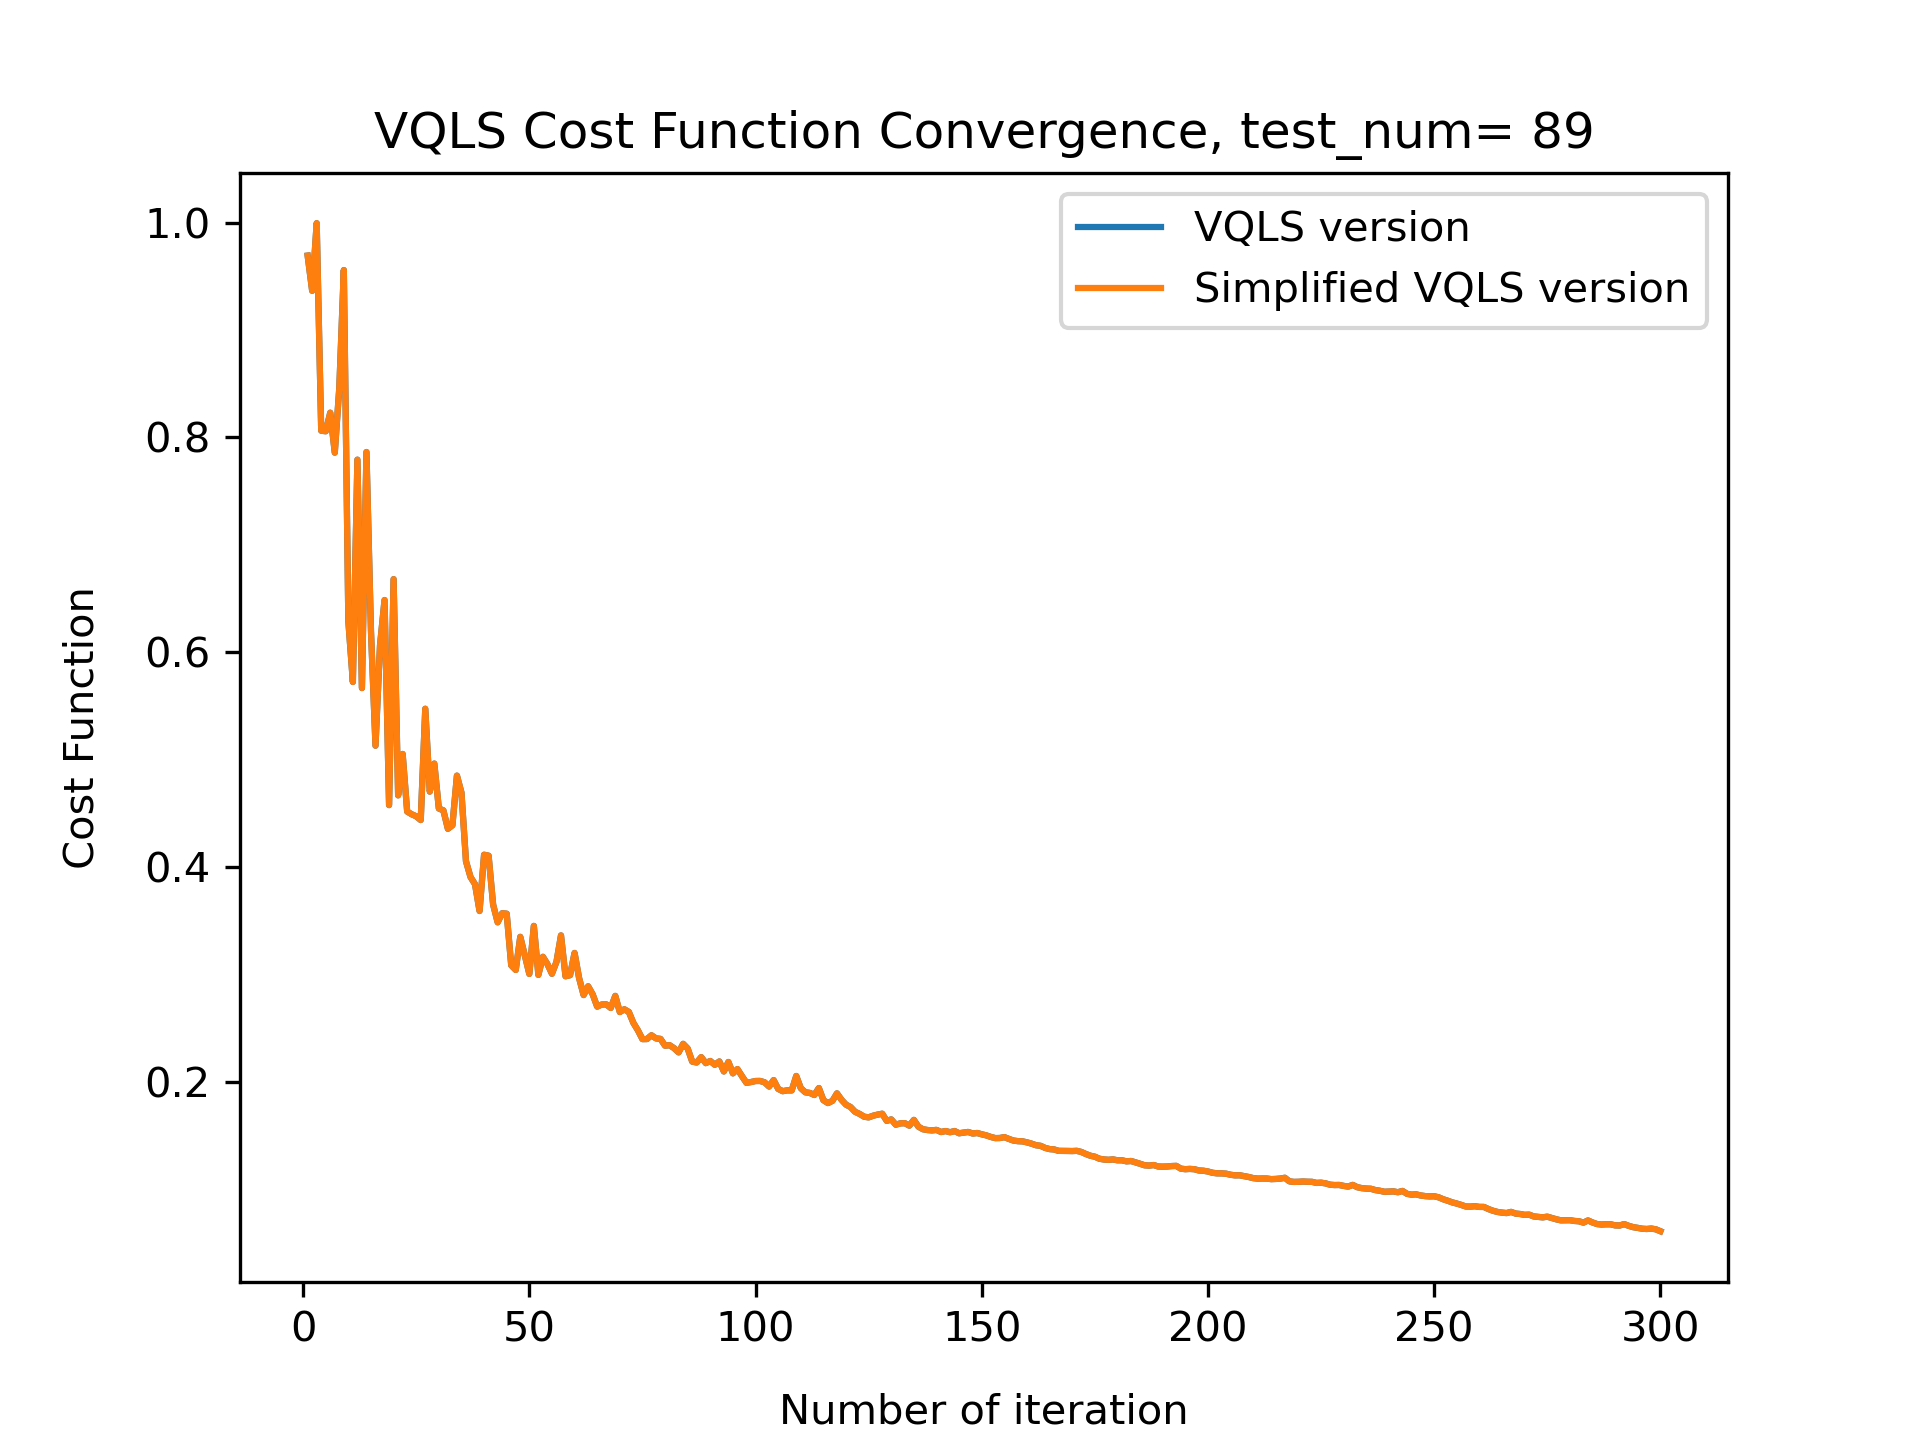 VQLS Cost Function Convergence, test_num= 89
VQLS version
Simplified VQLS version
1.0
0.8
0.6
0.4
0.2
Cost Function
0 50 100 150 200 250 300
Number of iteration